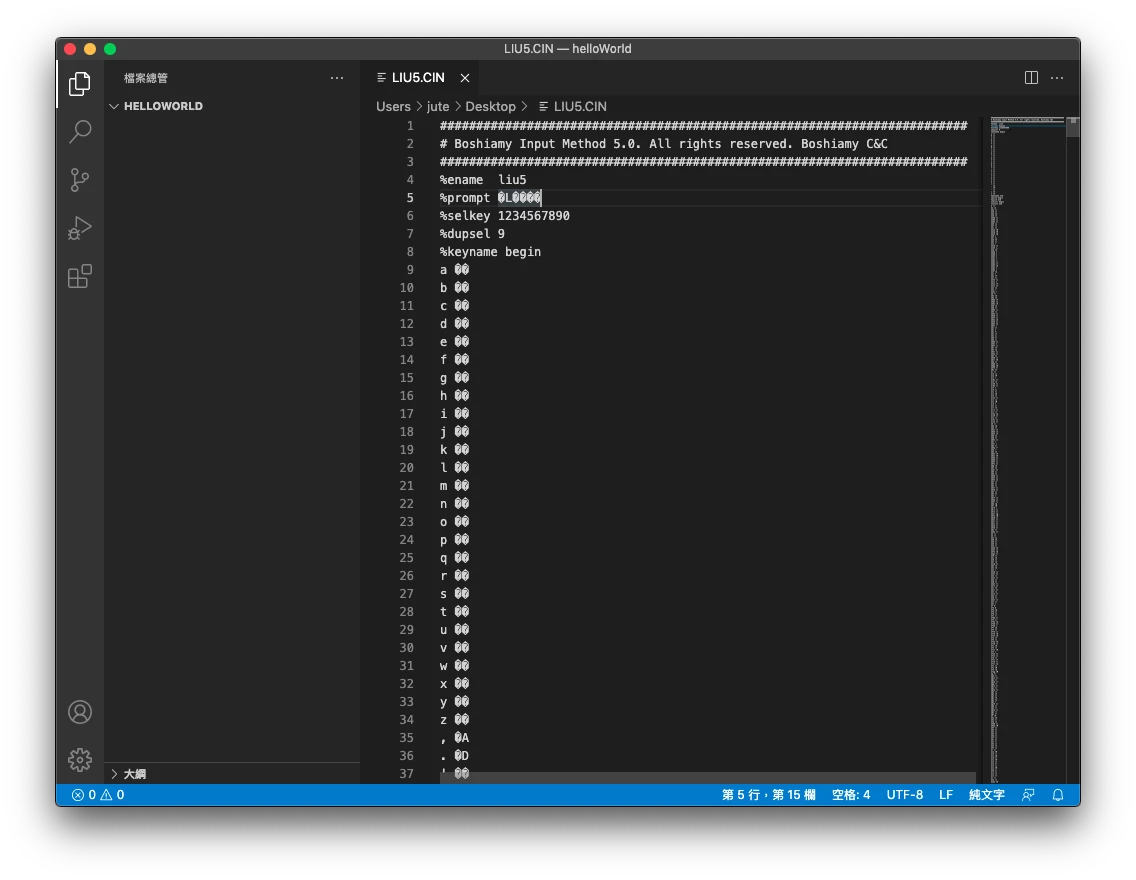 LIU5.CIN — helloWorld
檔案總管
HELLOWORLD
LIU5.CIN
Users > jute > Desktop > LIU5.CIN
1 #########################################################################
2 # Boshiamy Input Method 5.0. All rights reserved. Boshiamy C&C
3 #########################################################################
4 %ename  liu5
5 %prompt �L����
6 %selkey 1234567890
7 %dupsel 9
8 %keyname begin
9 a ��
10 b ��
11 c ��
12 d ��
13 e ��
14 f ��
15 g ��
16 h ��
17 i ��
18 j ��
19 k ��
20 l ��
21 m ��
22 n ��
23 o ��
24 p ��
25 q ��
26 r ��
27 s ��
28 t ��
29 u ��
30 v ��
31 w ��
32 x ��
33 y ��
34 z ��
35 , �A
36 . �D
37 ' ��
大綱
0 0 第 5 行，第 15 欄 空格: 4 UTF-8 LF 純文字